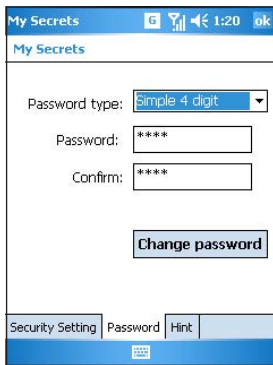 My Secrets G 1:20 ok
My Secrets
Password type: Simple 4 digit
Password: ****
Confirm: ****
Change password
Security Setting Password Hint